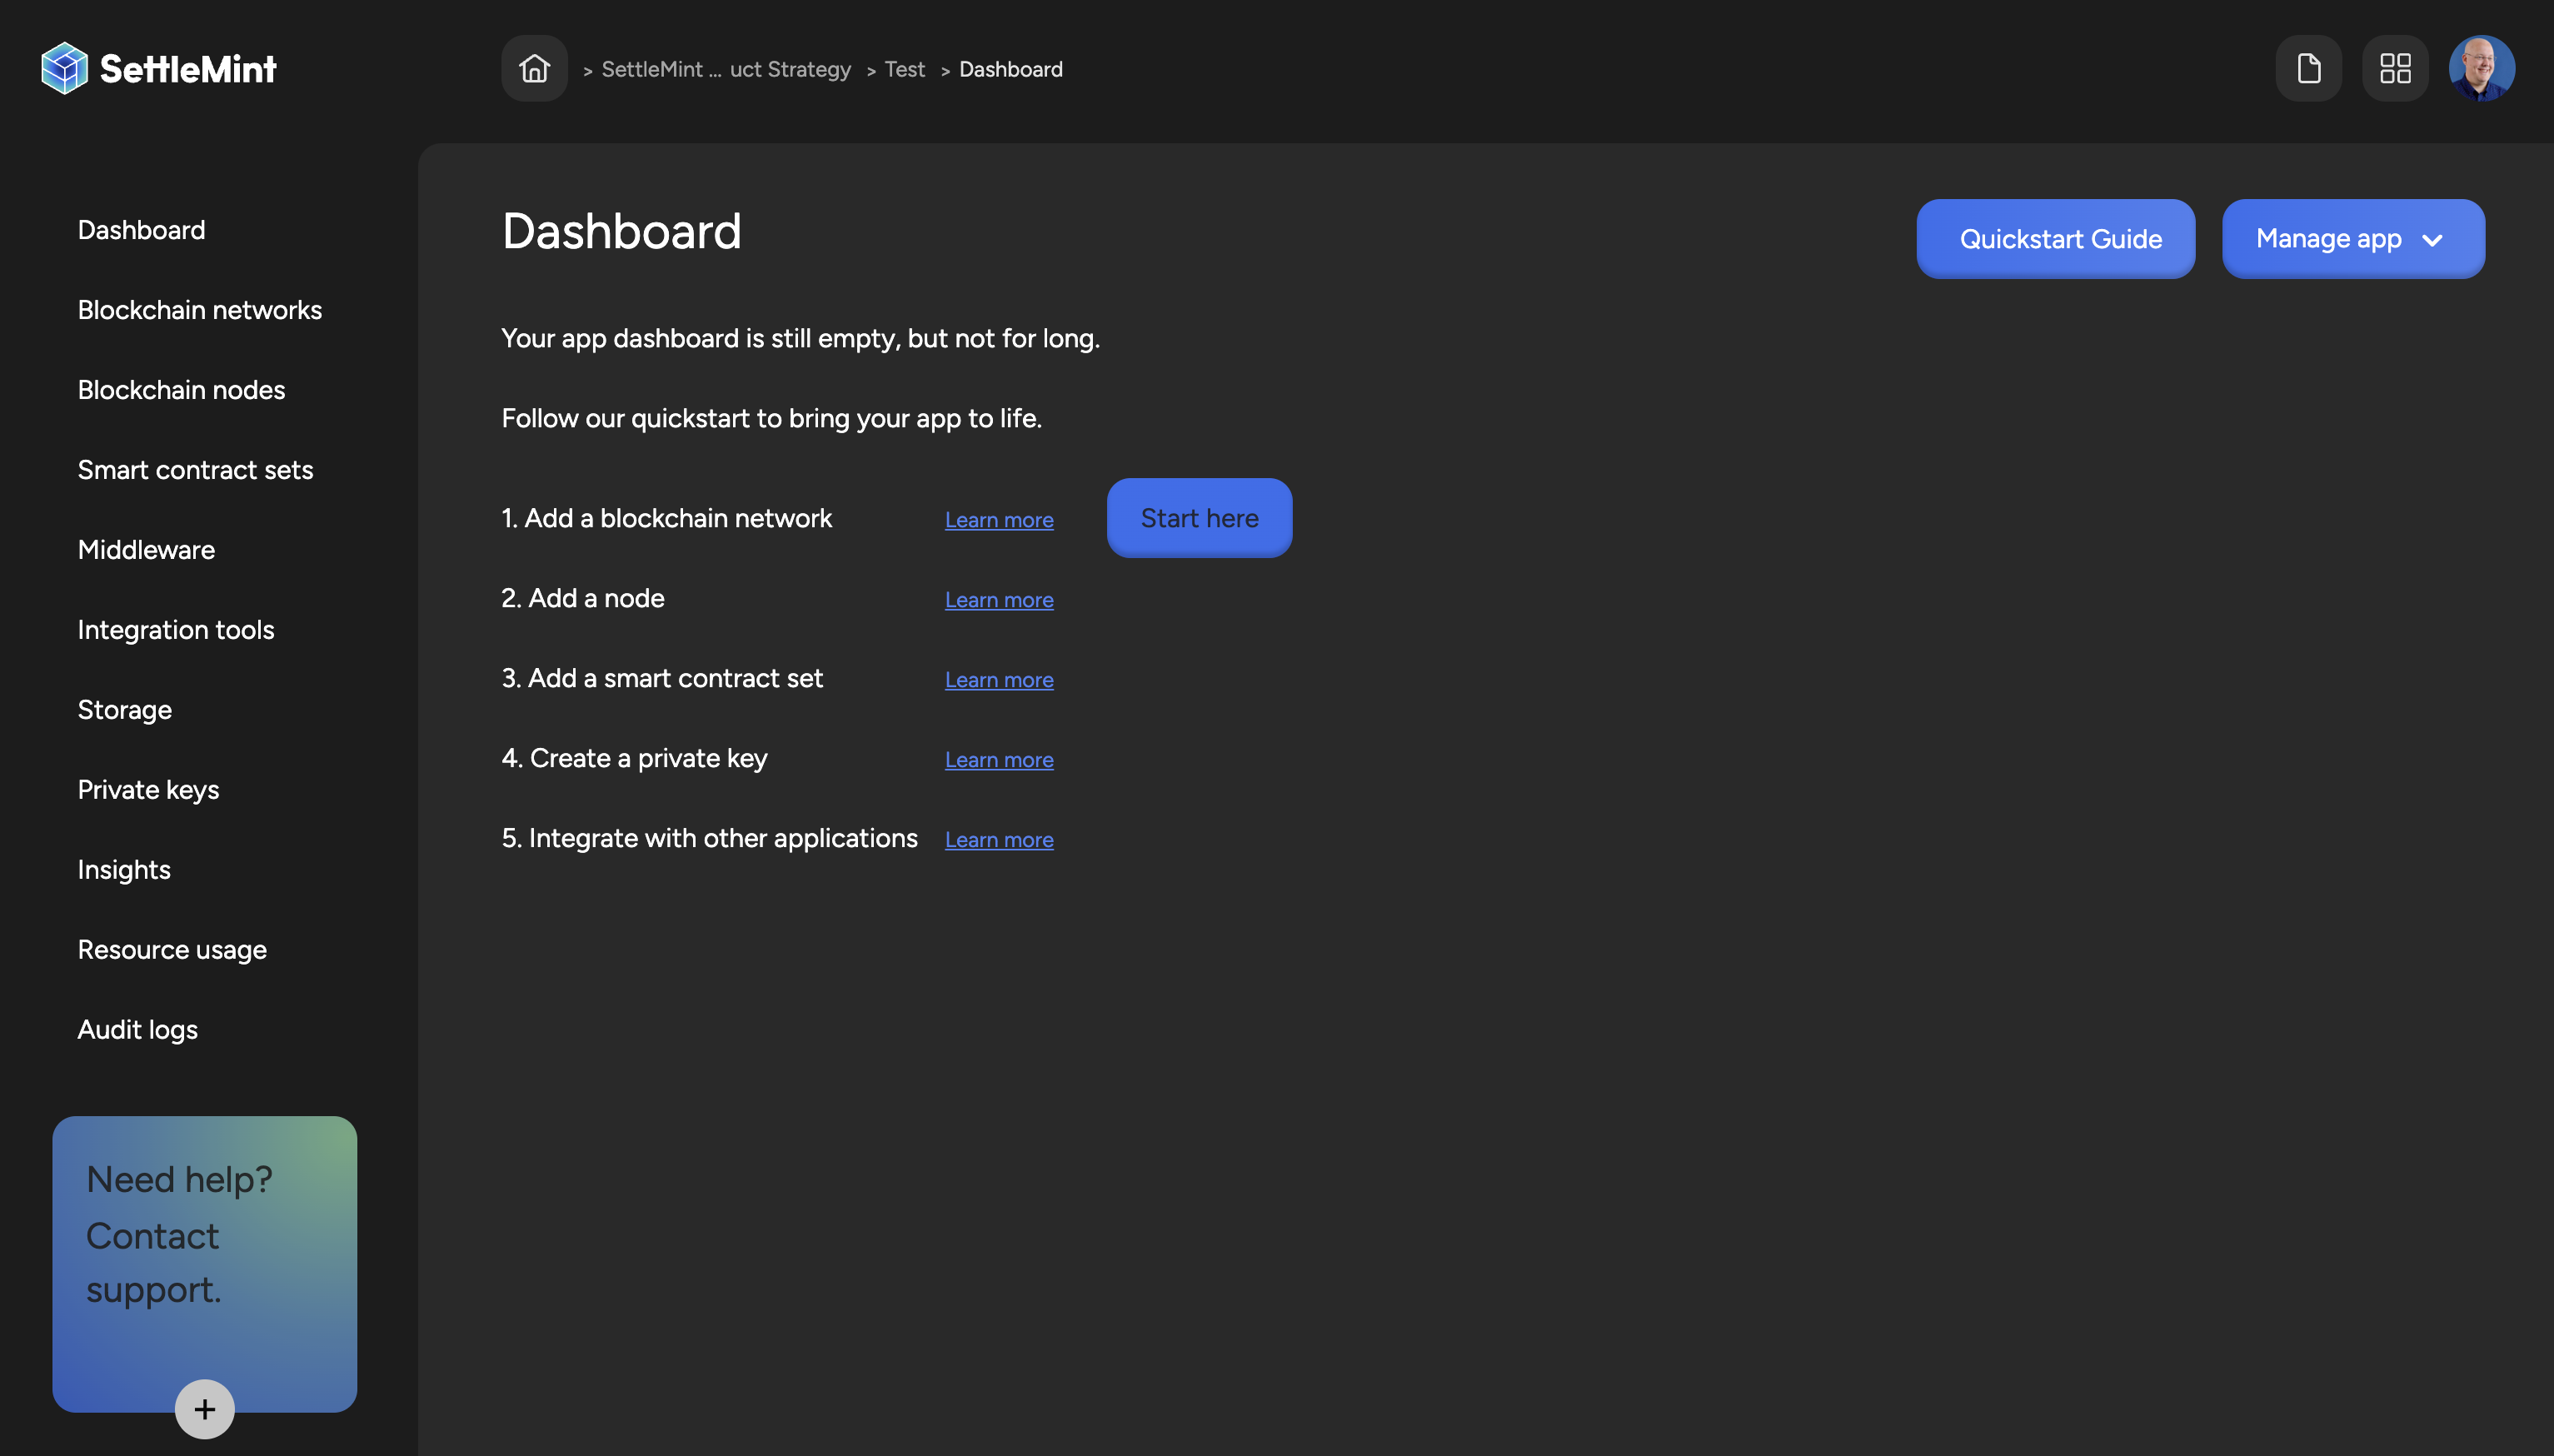 SettleMint
> SettleMint ... uct Strategy > Test > Dashboard
Dashboard
Blockchain networks
Blockchain nodes
Smart contract sets
Middleware
Integration tools
Storage
Private keys
Insights
Resource usage
Audit logs
Need help?
Contact
support.
+
Dashboard
Quickstart Guide
Manage app
Your app dashboard is still empty, but not for long.
Follow our quickstart to bring your app to life.
1. Add a blockchain network Learn more Start here
2. Add a node Learn more
3. Add a smart contract set Learn more
4. Create a private key Learn more
5. Integrate with other applications Learn more